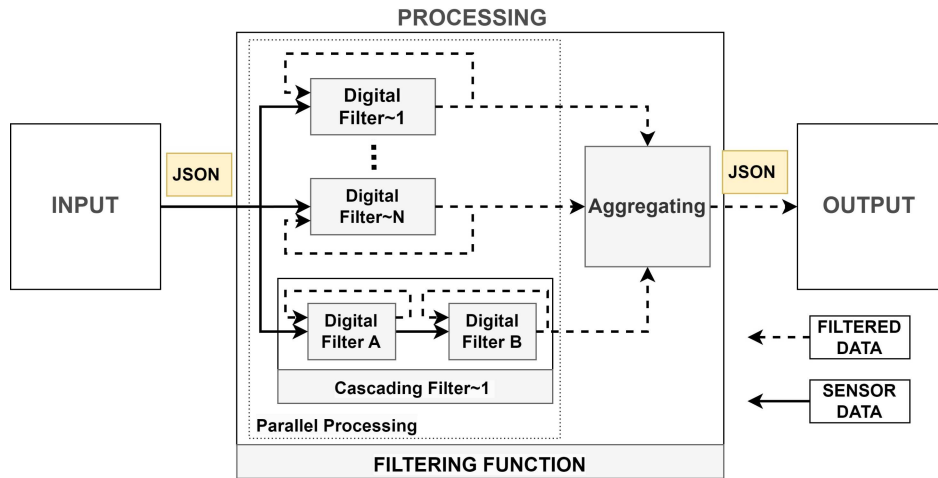 PROCESSING
INPUT
JSON
Digital
Filter~1
Digital
Filter~N
Digital
Filter A
Digital
Filter B
Cascading Filter~1
Parallel Processing
Aggregating
JSON
OUTPUT
FILTERED
DATA
SENSOR
DATA
FILTERING FUNCTION